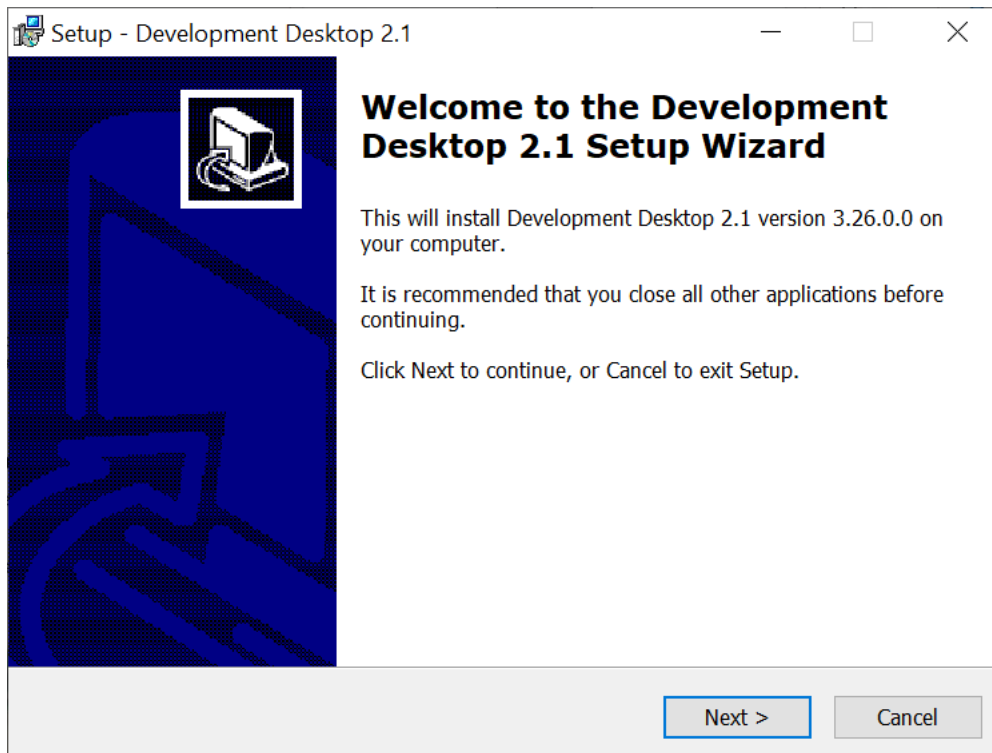 Setup - Development Desktop 2.1
Welcome to the Development
Desktop 2.1 Setup Wizard
This will install Development Desktop 2.1 version 3.26.0.0 on
your computer.
It is recommended that you close all other applications before
continuing.
Click Next to continue, or Cancel to exit Setup.
Next >
Cancel